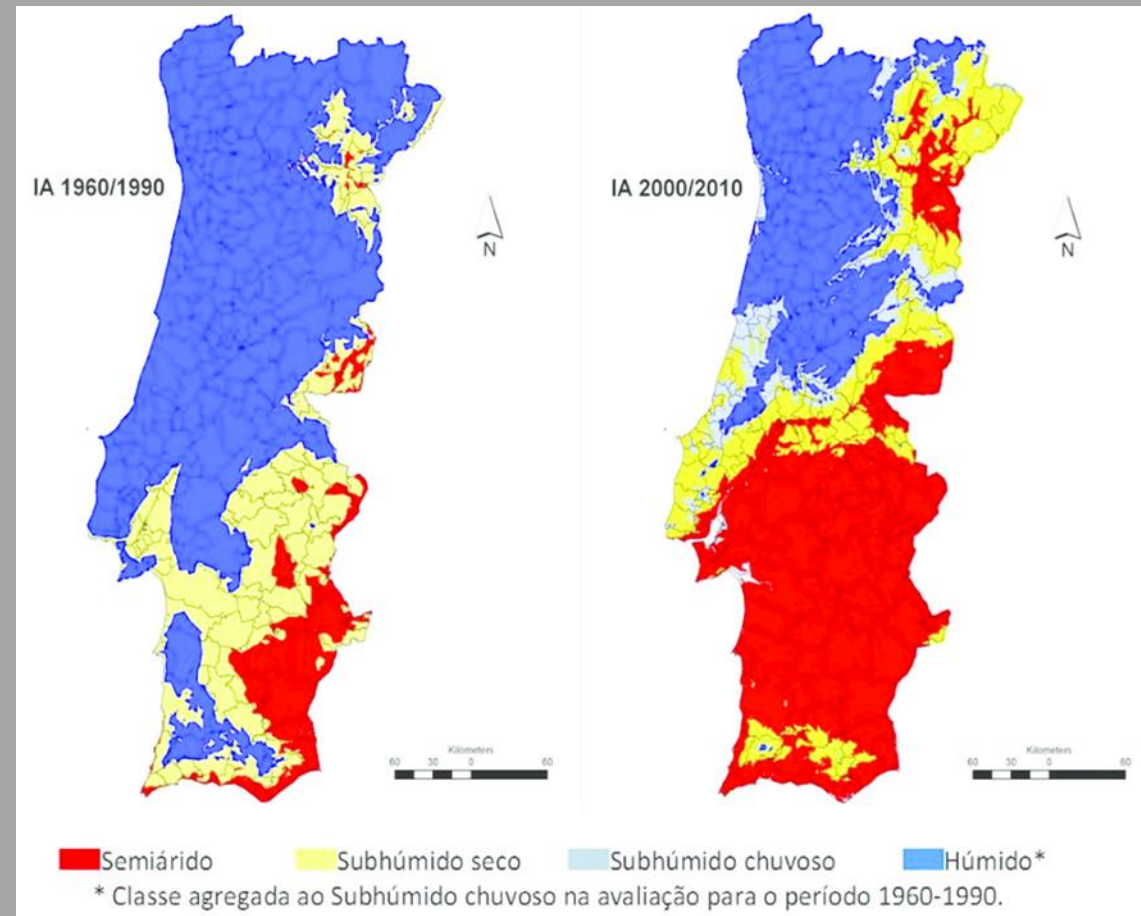 IA 1960/1990
N
IA 2000/2010
N
Kilometers
60 30 0 60
Kilometers
60 30 0 60
Semiárido
Subhúmido seco
Subhúmido chuvoso
Húmido*
* Classe agregada ao Subhúmido chuvoso na avaliação para o período 1960-1990.